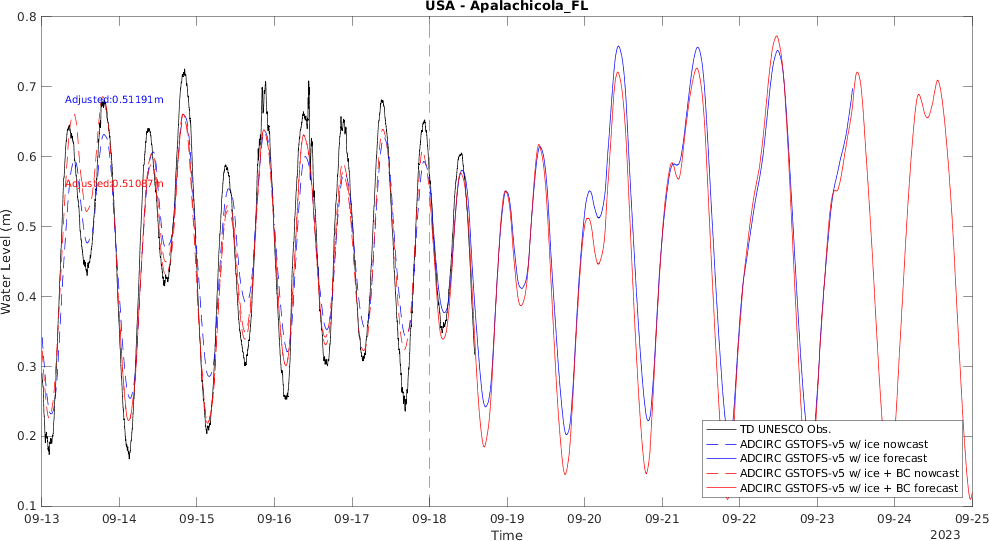 USA - Apalachicola_FL
0.8
0.7
0.6
0.5
0.4
0.3
0.2
0.1
Water Level (m)
Adjusted:0.51191m
Adjusted:0.51087m
TD UNESCO Obs.
ADCIRC GSTOFS-v5 w/ ice nowcast
ADCIRC GSTOFS-v5 w/ ice forecast
ADCIRC GSTOFS-v5 w/ ice + BC nowcast
ADCIRC GSTOFS-v5 w/ ice + BC forecast
09-13 09-14 09-15 09-16 09-17 09-18 09-19 09-20 09-21 09-22 09-23 09-24 09-25
Time
2023